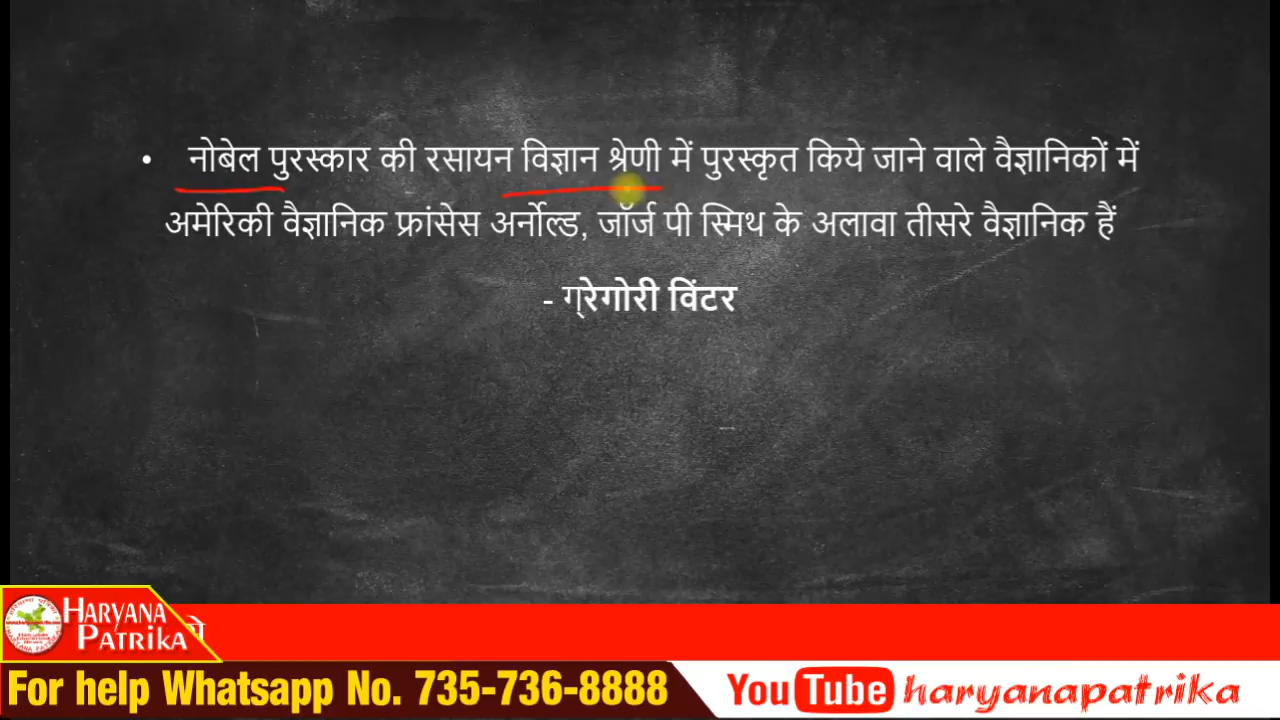 • नोबेल पुरस्कार की रसायन विज्ञान श्रेणी में पुरस्कृत किये जाने वाले वैज्ञानिकों में
अमेरिकी वैज्ञानिक फ्रांसेस अर्नोल्ड, जॉर्ज पी स्मिथ के अलावा तीसरे वैज्ञानिक हैं
- ग्रेगोरी विंटर
HARYANA
PATRIKA
For help Whatsapp No. 735-736-8888
YouTube haryanapatrika